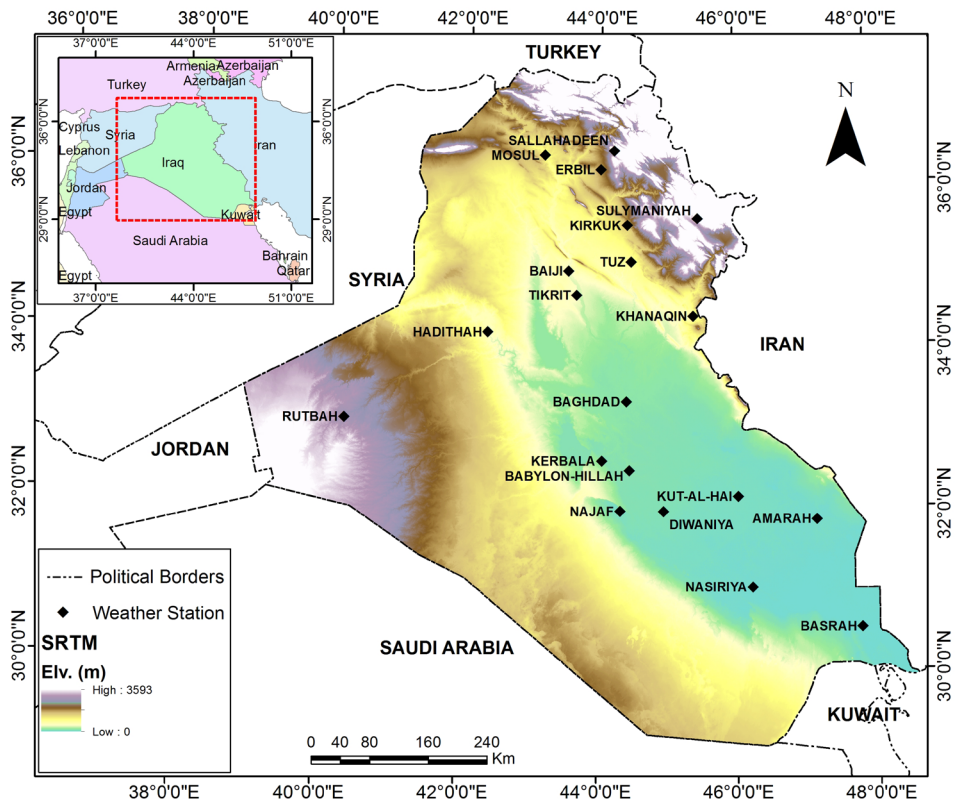 40°0'0"E
42°0'0"E
44°0'0"E
46°0'0"E
48°0'0"E
37°0'0"E
44°0'0"E
51°0'0"E
Armenia
Azerbaijan
Azerbaijan
Turkey
Cyprus
Syria
Lebanon
Iran
Iraq
Jordan
Egypt
Kuwait
Saudi Arabia
Bahrain
Qatar
Egypt
36°0'0"N
29°0'0"N
36°0'0"N
29°0'0"N
37°0'0"E
44°0'0"E
51°0'0"E
TURKEY
N
SALLAHADEEN
MOSUL
ERBIL
SULYMANIYAH
KIRKUK
TUZ
BAIJI
TIKRIT
SYRIA
KHANAQIN
HADITHAH
IRAN
BAGHDAD
RUTBAH
JORDAN
KERBALA
BABYLON-HILLAH
KUT-AL-HAI
NAJAF
DIWANIYA
AMARAH
NASIRIYA
BASRAH
SAUDI ARABIA
KUWAIT
36°0'0"N
34°0'0"N
32°0'0"N
30°0'0"N
36°0'0"N
34°0'0"N
32°0'0"N
30°0'0"N
Political Borders
Weather Station
SRTM
Elv. (m)
High : 3593
Low : 0
0 40 80 160 240
Km
38°0'0"E
40°0'0"E
42°0'0"E
44°0'0"E
46°0'0"E
48°0'0"E